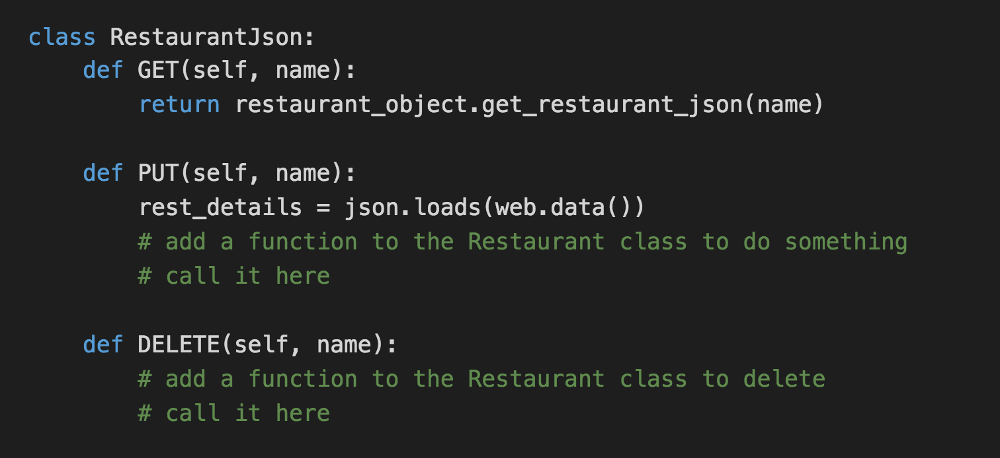 class RestaurantJson:
    def GET(self, name):
        return restaurant_object.get_restaurant_json(name)

    def PUT(self, name):
        rest_details = json.loads(web.data())
        # add a function to the Restaurant class to do something
        # call it here

    def DELETE(self, name):
        # add a function to the Restaurant class to delete
        # call it here